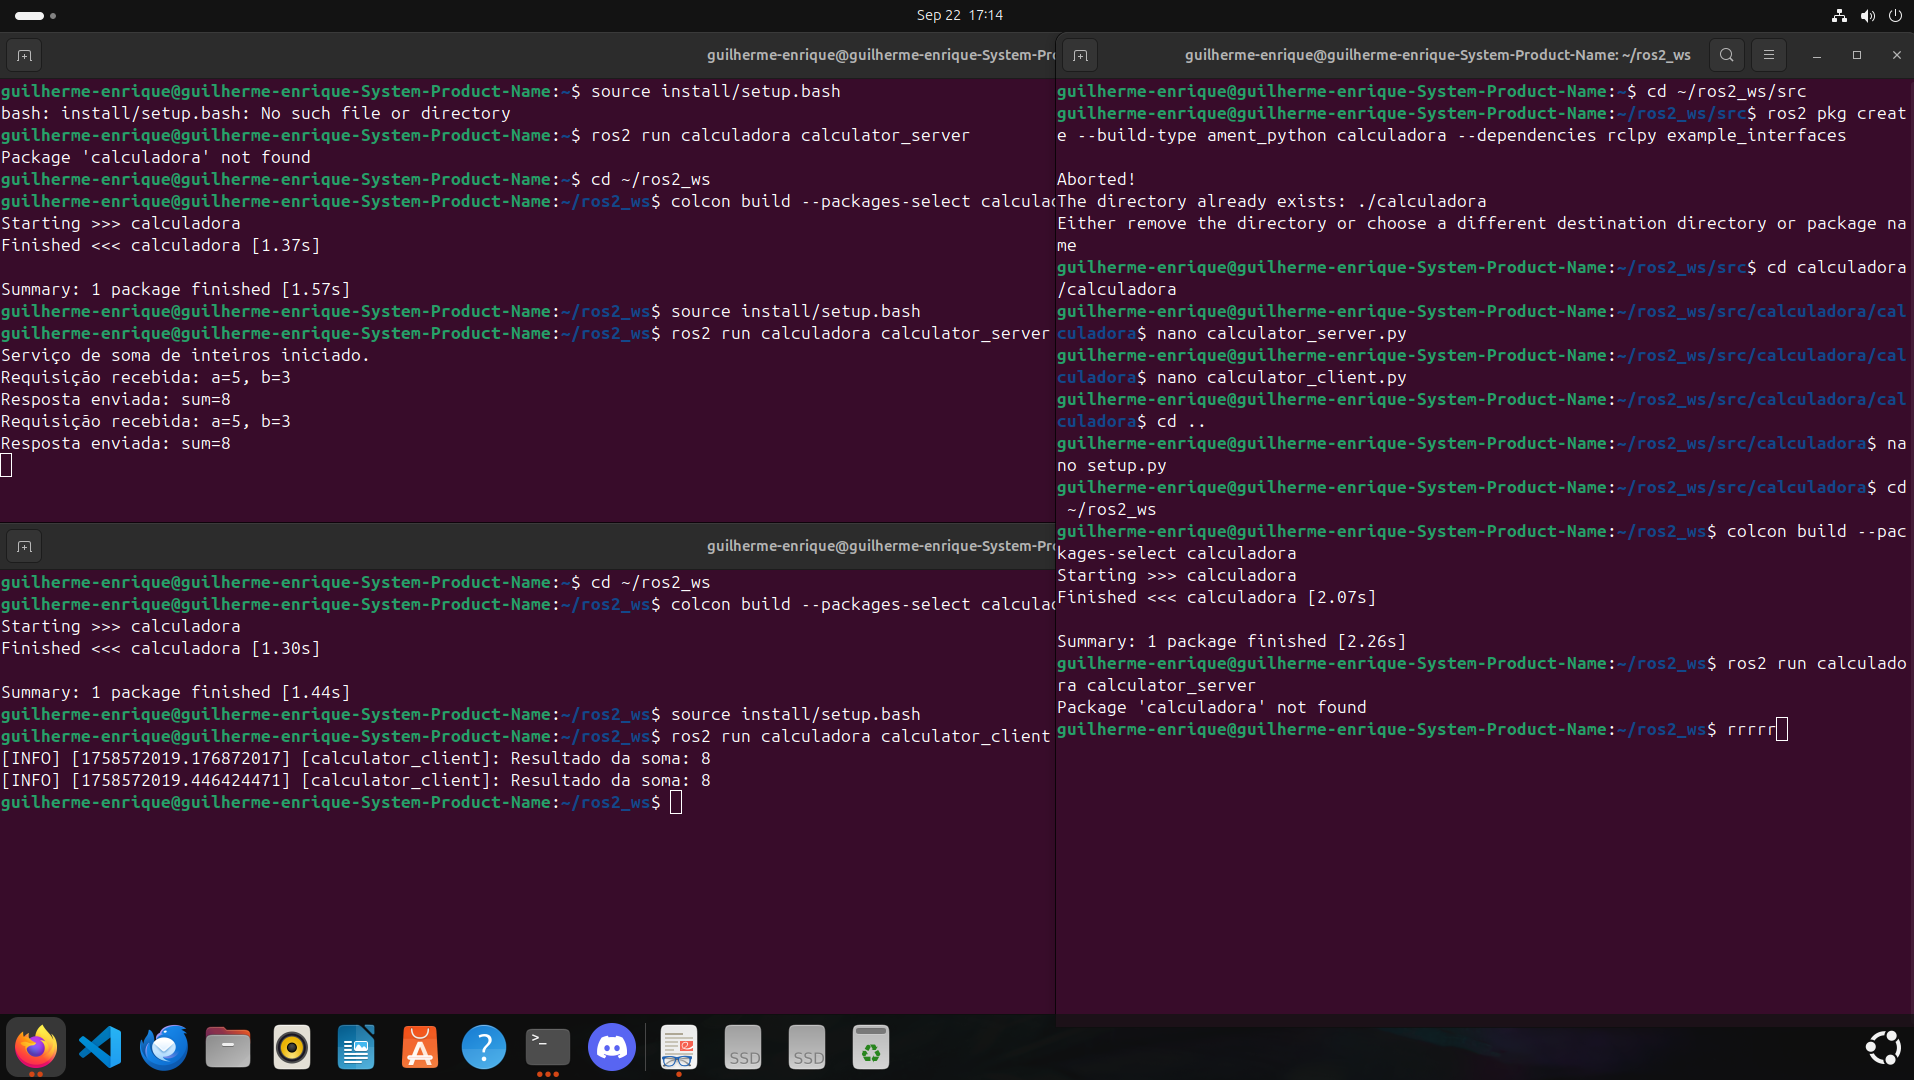 Sep 22 17:14
guilherme-enrique@guilherme-enrique-System-Pro
guilherme-enrique@guilherme-enrique-System-Product-Name:~$ source install/setup.bash
bash: install/setup.bash: No such file or directory
guilherme-enrique@guilherme-enrique-System-Product-Name:~$ ros2 run calculadora calculator_server
Package 'calculadora' not found
guilherme-enrique@guilherme-enrique-System-Product-Name:~$ cd ~/ros2_ws
guilherme-enrique@guilherme-enrique-System-Product-Name:~/ros2_ws$ colcon build --packages-select calculad
Starting >>> calculadora
Finished <<< calculadora [1.37s]
Summary: 1 package finished [1.57s]
guilherme-enrique@guilherme-enrique-System-Product-Name:~/ros2_ws$ source install/setup.bash
guilherme-enrique@guilherme-enrique-System-Product-Name:~/ros2_ws$ ros2 run calculadora calculator_server
Serviço de soma de inteiros iniciado.
Requisição recebida: a=5, b=3
Resposta enviada: sum=8
Requisição recebida: a=5, b=3
Resposta enviada: sum=8
guilherme-enrique@guilherme-enrique-System-Pro
guilherme-enrique@guilherme-enrique-System-Product-Name:~$ cd ~/ros2_ws
guilherme-enrique@guilherme-enrique-System-Product-Name:~/ros2_ws$ colcon build --packages-select calculad
Starting >>> calculadora
Finished <<< calculadora [1.30s]
Summary: 1 package finished [1.44s]
guilherme-enrique@guilherme-enrique-System-Product-Name:~/ros2_ws$ source install/setup.bash
guilherme-enrique@guilherme-enrique-System-Product-Name:~/ros2_ws$ ros2 run calculadora calculator_client
[INFO] [1758572019.176872017] [calculator_client]: Resultado da soma: 8
[INFO] [1758572019.446424471] [calculator_client]: Resultado da soma: 8
guilherme-enrique@guilherme-enrique-System-Product-Name:~/ros2_ws$
guilherme-enrique@guilherme-enrique-System-Product-Name: ~/ros2_ws
guilherme-enrique@guilherme-enrique-System-Product-Name:~$ cd ~/ros2_ws/src
guilherme-enrique@guilherme-enrique-System-Product-Name:~/ros2_ws/src$ ros2 pkg creat
e --build-type ament_python calculadora --dependencies rclpy example_interfaces
Aborted!
The directory already exists: ./calculadora
Either remove the directory or choose a different destination directory or package na
me
guilherme-enrique@guilherme-enrique-System-Product-Name:~/ros2_ws/src$ cd calculadora
/calculadora
guilherme-enrique@guilherme-enrique-System-Product-Name:~/ros2_ws/src/calculadora/cal
culadora$ nano calculator_server.py
guilherme-enrique@guilherme-enrique-System-Product-Name:~/ros2_ws/src/calculadora/cal
culadora$ nano calculator_client.py
guilherme-enrique@guilherme-enrique-System-Product-Name:~/ros2_ws/src/calculadora/cal
culadora$ cd ..
guilherme-enrique@guilherme-enrique-System-Product-Name:~/ros2_ws/src/calculadora$ na
no setup.py
guilherme-enrique@guilherme-enrique-System-Product-Name:~/ros2_ws/src/calculadora$ cd
 ~/ros2_ws
guilherme-enrique@guilherme-enrique-System-Product-Name:~/ros2_ws$ colcon build --pac
kages-select calculadora
Starting >>> calculadora
Finished <<< calculadora [2.07s]
Summary: 1 package finished [2.26s]
guilherme-enrique@guilherme-enrique-System-Product-Name:~/ros2_ws$ ros2 run calculado
ra calculator_server
Package 'calculadora' not found
guilherme-enrique@guilherme-enrique-System-Product-Name:~/ros2_ws$ rrrrr
SSD
SSD